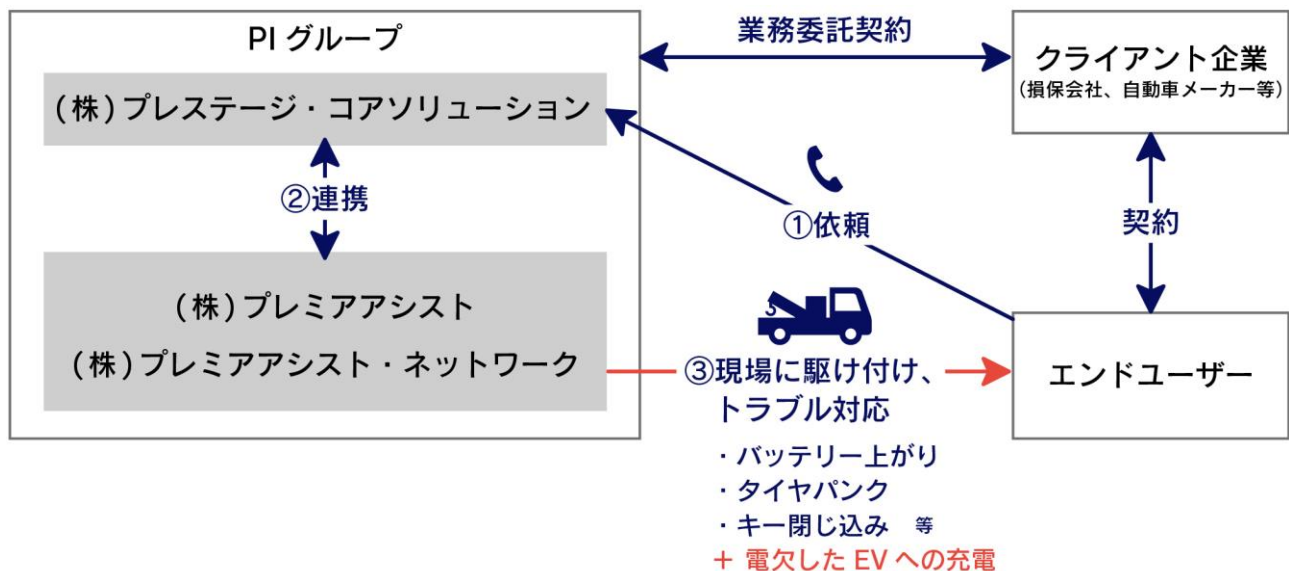 PI グループ
(株)プレステージ・コアソリューション
②連携
(株)プレミアアシスト
(株)プレミアアシスト・ネットワーク
業務委託契約
クライアント企業
(損保会社、自動車メーカー等)
①依頼
契約
③現場に駆け付け、
トラブル対応
・バッテリー上がり
・タイヤパンク
・キー閉じ込み 等
+ 電欠した EV への充電
エンドユーザー